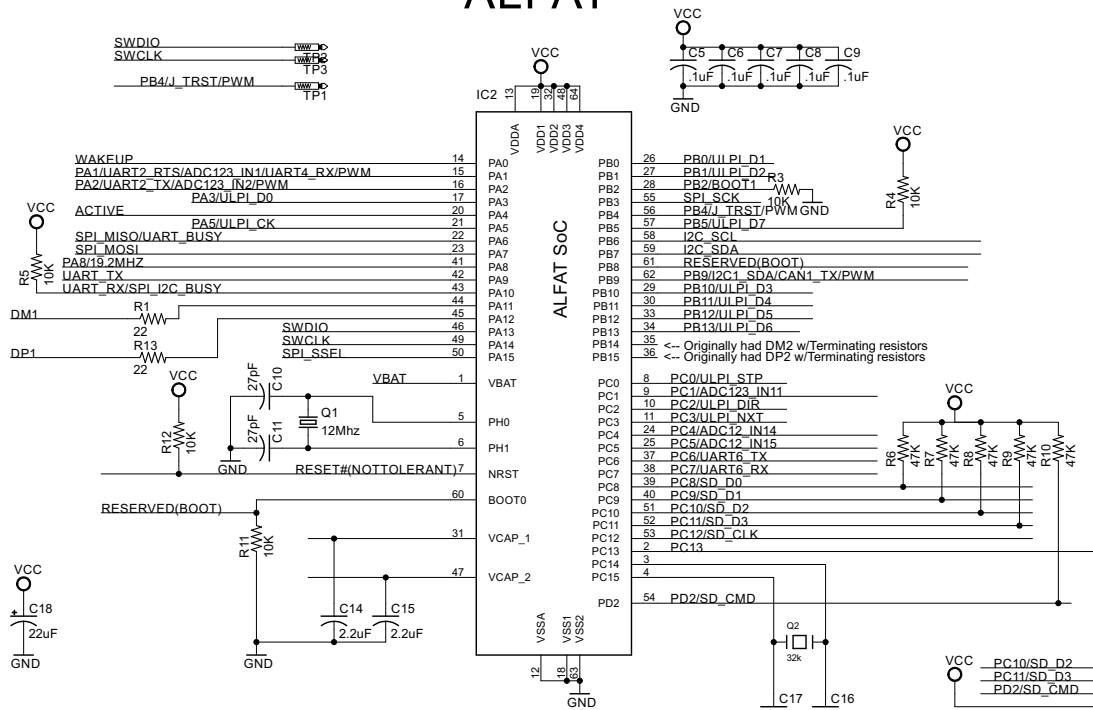 ALFAT
SWDIO
SWCLK
TP2
TP3
PB4/J_TRST/PWM
TP1
VCC
C5 C6 C7 C8 C9
.1uF .1uF .1uF .1uF .1uF
GND
VCC
IC2
13 19 32 48 64
VDDA VDD1 VDD2 VDD3 VDD4
ALFAT SoC
WAKEUP 14 PA0
PA1/UART2_RTS/ADC123_IN1/UART4_RX/PWM 15 PA1
PA2/UART2_TX/ADC123_IN2/PWM 16 PA2
PA3/ULPI_D0 17 PA3
ACTIVE 20 PA4
PA5/ULPI_CK 21 PA5
SPI_MISO/UART_BUSY 22 PA6
SPI_MOSI 23 PA7
PA8/19.2MHZ 41 PA8
UART_TX 42 PA9
UART_RX/SPI_I2C_BUSY 43 PA10
44 PA11
45 PA12
SWDIO 46 PA13
SWCLK 49 PA14
SPI_SSEL 50 PA15
VCC
R5
10K
DM1
R1
22
DP1
R13
22
VBAT 1 VBAT
27pF C10
27pF C11
Q1
12Mhz
5 PH0
6 PH1
GND
VCC
R12
10K
RESET#(NOTTOLERANT) 7 NRST
60 BOOT0
RESERVED(BOOT)
R11
10K
31 VCAP_1
47 VCAP_2
C14
2.2uF
C15
2.2uF
GND
VCC
C18
22uF
GND
VSSA VSS1 VSS2
12 18 63
GND
PB0 26 PB0/ULPI_D1
PB1 27 PB1/ULPI_D2
PB2 28 PB2/BOOT1
PB3 55 SPI_SCK
PB4 56 PB4/J_TRST/PWM
PB5 57 PB5/ULPI_D7
PB6 58 I2C_SCL
PB7 59 I2C_SDA
PB8 61 RESERVED(BOOT)
PB9 62 PB9/I2C1_SDA/CAN1_TX/PWM
PB10 29 PB10/ULPI_D3
PB11 30 PB11/ULPI_D4
PB12 33 PB12/ULPI_D5
PB13 34 PB13/ULPI_D6
PB14 35 <-- Originally had DM2 w/Terminating resistors
PB15 36 <-- Originally had DP2 w/Terminating resistors
R3
10K
GND
VCC
R4
10K
PC0 8 PC0/ULPI_STP
PC1 9 PC1/ADC123_IN11
PC2 10 PC2/ULPI_DIR
PC3 11 PC3/ULPI_NXT
PC4 24 PC4/ADC12_IN14
PC5 25 PC5/ADC12_IN15
PC6 37 PC6/UART6_TX
PC7 38 PC7/UART6_RX
PC8 39 PC8/SD_D0
PC9 40 PC9/SD_D1
PC10 51 PC10/SD_D2
PC11 52 PC11/SD_D3
PC12 53 PC12/SD_CLK
PC13 2 PC13
PC14 3
PC15 4
PD2 54 PD2/SD_CMD
VCC
R6 R7 R8 R9 R10
47K 47K 47K 47K 47K
Q2
32k
C17 C16
VCC
PC10/SD_D2
PC11/SD_D3
PD2/SD_CMD